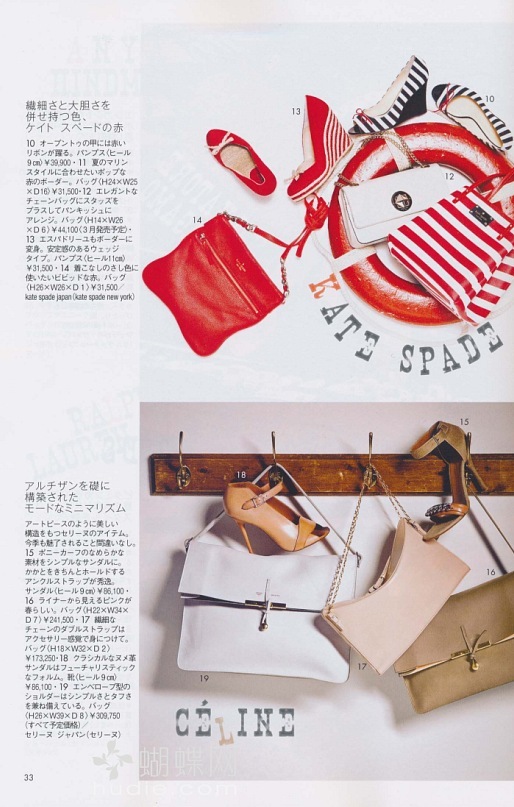 繊細さと大胆さを
併せ持つ色、
ケイト スペードの赤
10 オープントゥの甲には赤い
リボンが躍る。パンプス〈ヒール
9㎝〉¥39,900・11 夏のマリン
スタイルに合わせたいポップな
赤のボーダー。バッグ〈H24×W25
×D16〉¥31,500・12 エレガントな
チェーンバッグにスタッズを
プラスしてパンキッシュに
アレンジ。バッグ〈H14×W26
×D6〉¥44,100〈3月発売予定〉・
13 エスパドリーユもボーダーに
変身。安定感のあるウェッジ
タイプ。パンプス〈ヒール11㎝〉
¥31,500・14 着こなしのさし色に
使いたいビビッドな赤。バッグ
〈H26×W26×D1〉¥31,500／
kate spade japan〈kate spade new york〉
13
10
12
14
KATE SPADE
アルチザンを礎に
構築された
モードなミニマリズム
アートピースのように美しい
構造をもつセリーヌのアイテム。
今季も魅了されること間違いなし。
15 ポニーカーフのなめらかな
素材をシンプルなサンダルに。
かかとをきちんとホールドする
アンクルストラップが秀逸。
サンダル〈ヒール9㎝〉¥86,100・
16 ライナーから見えるピンクが
春らしい。バッグ〈H22×W34×
D7〉¥241,500・17 繊細な
チェーンのダブルストラップは
アクセサリー感覚で身につけて。
バッグ〈H18×W32×D2〉
¥173,250・18 クラシカルなヌメ革
サンダルはフューチャリスティック
なフォルム。靴〈ヒール9㎝〉
¥86,100・19 エンベロープ型の
ショルダーはシンプルさとタフさ
を兼ね備えている。バッグ
〈H26×W39×D8〉¥309,750
〈すべて予定価格〉／
セリーヌ ジャパン〈セリーヌ〉
15
18
16
17
19
CÉLINE
33
蝴蝶网
hudie.com